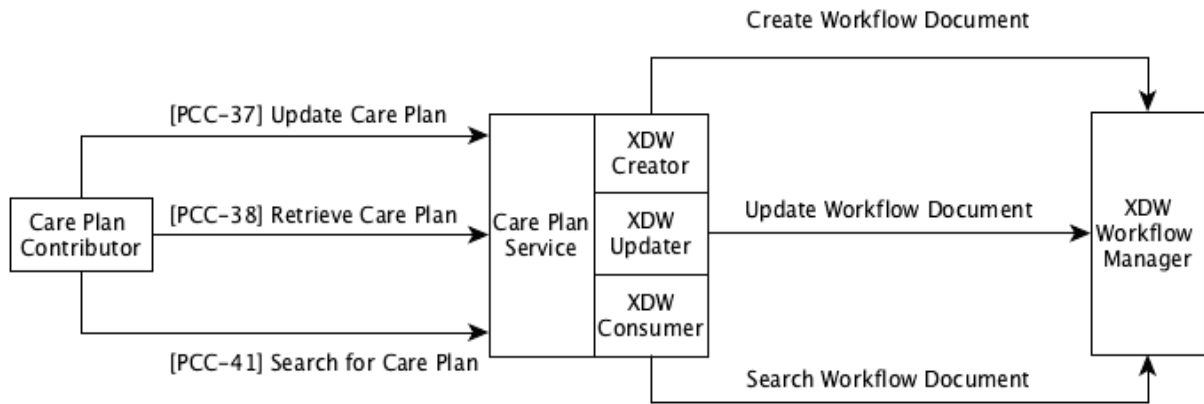 Create Workflow Document
[PCC-37] Update Care Plan
XDW
Creator
Care Plan
Contributor
[PCC-38] Retrieve Care Plan
Care Plan
Service
XDW
Updater
Update Workflow Document
XDW
Workflow
Manager
XDW
Consumer
[PCC-41] Search for Care Plan
Search Workflow Document